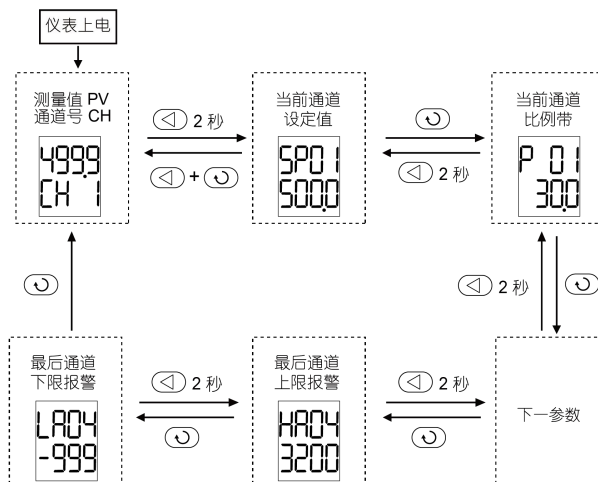 仪表上电
测量值 PV
通道号 CH
499.9
CH 1
2 秒
+
当前通道
设定值
SP01
500.0
2 秒
当前通道
比例带
P 01
30.0
2 秒
最后通道
下限报警
LA04
-999
2 秒
最后通道
上限报警
HA04
3200
2 秒
下一参数